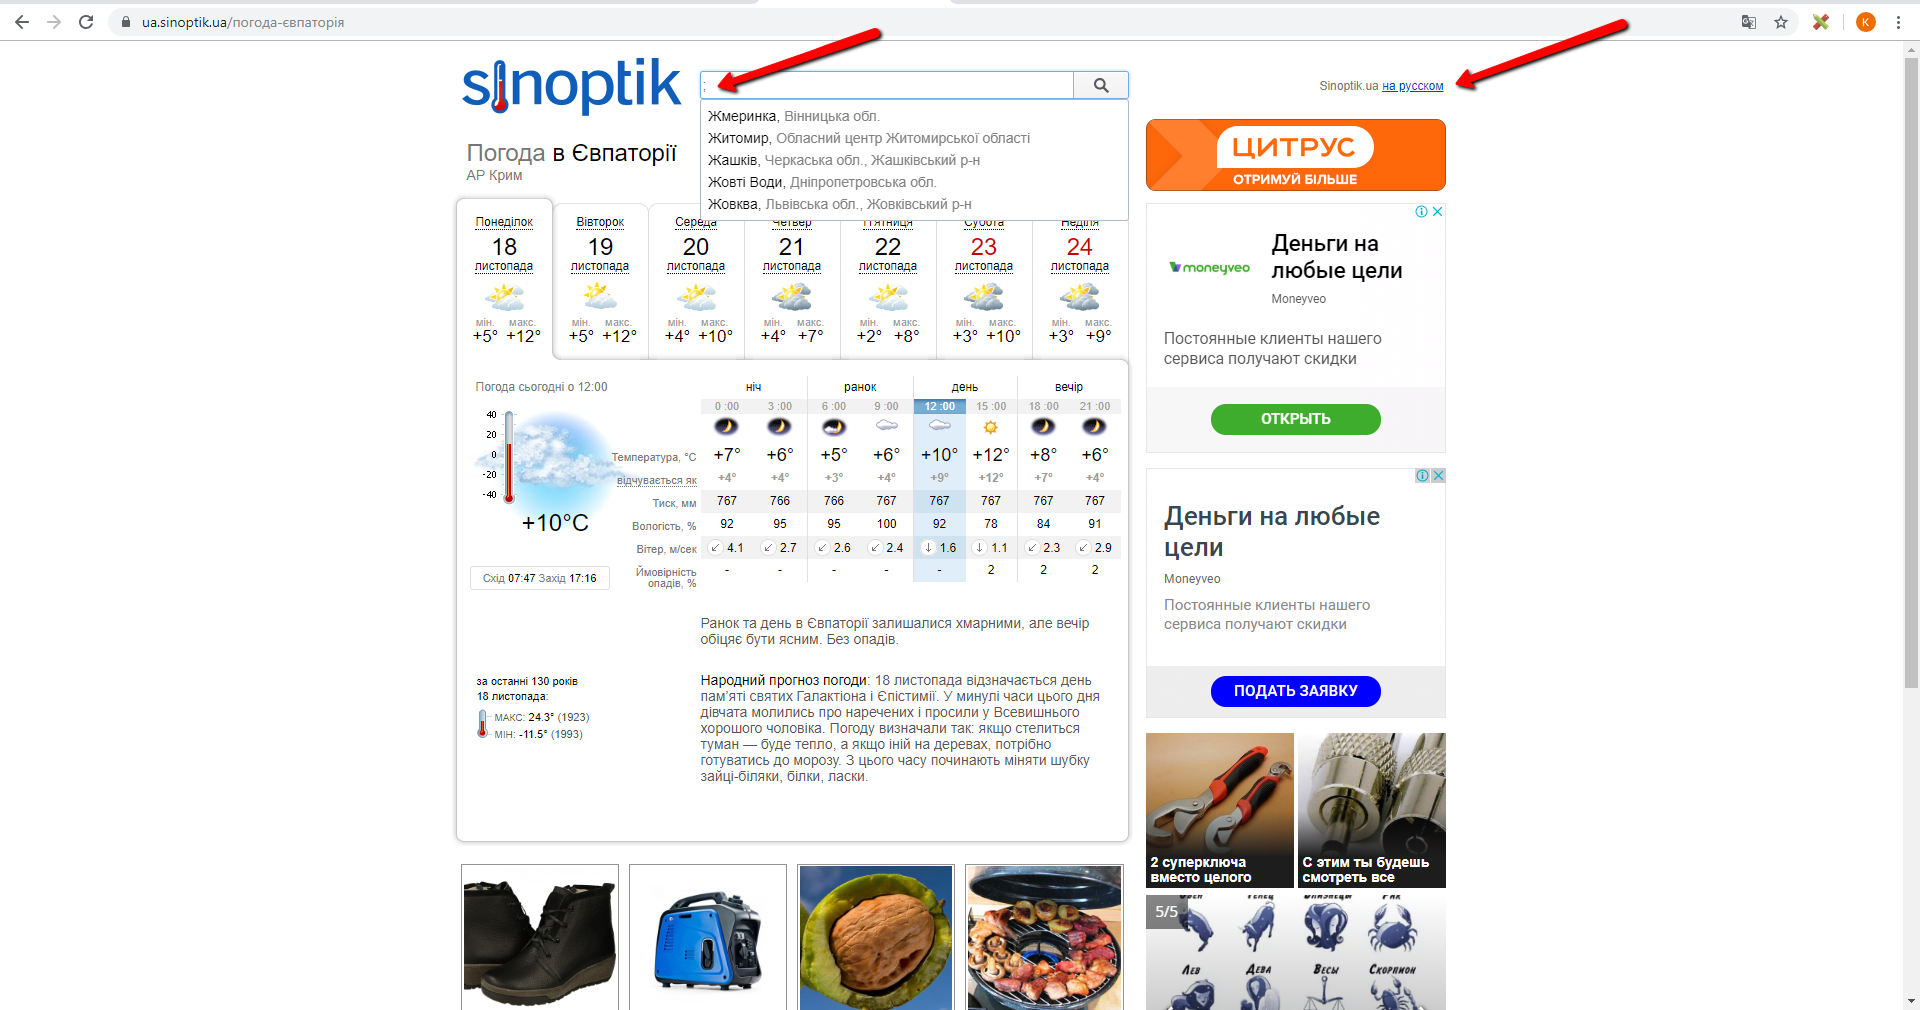 ua.sinoptik.ua/погода-євпаторія
K
sinoptik
;
Sinoptik.ua на русском
Жмеринка, Вінницька обл.
Житомир, Обласний центр Житомирської області
Жашків, Черкаська обл., Жашківський р-н
Жовті Води, Дніпропетровська обл.
Жовква, Львівська обл., Жовківський р-н
Погода в Євпаторії
АР Крим
Понеділок Вівторок Середа Четвер П'ятниця Субота Неділя
18 19 20 21 22 23 24
листопада листопада листопада листопада листопада листопада листопада
мін. макс. мін. макс. мін. макс. мін. макс. мін. макс. мін. макс. мін. макс.
+5° +12° +5° +12° +4° +10° +4° +7° +2° +8° +3° +10° +3° +9°
Погода сьогодні о 12:00
40
20
0
-20
-40
+10°C
Схід 07:47 Захід 17:16
ніч ранок день вечір
0 :00 3 :00 6 :00 9 :00 12 :00 15 :00 18 :00 21 :00
Температура, °C +7° +6° +5° +6° +10° +12° +8° +6°
відчувається як +4° +4° +3° +4° +9° +12° +7° +4°
Тиск, мм 767 766 766 767 767 767 767 767
Вологість, % 92 95 95 100 92 78 84 91
Вітер, м/сек 4.1 2.7 2.6 2.4 1.6 1.1 2.3 2.9
Ймовірність
опадів, % - - - - - 2 2 2
Ранок та день в Євпаторії залишалися хмарними, але вечір
обіцяє бути ясним. Без опадів.
за останні 130 років
18 листопада:
МАКС: 24.3° (1923)
МІН: -11.5° (1993)
Народний прогноз погоди: 18 листопада відзначається день
пам'яті святих Галактіона і Єпістимії. У минулі часи цього дня
дівчата молились про наречених і просили у Всевишнього
хорошого чоловіка. Погоду визначали так: якщо стелиться
туман — буде тепло, а якщо іній на деревах, потрібно
готуватись до морозу. З цього часу починають міняти шубку
зайці-біляки, білки, ласки.
ЦИТРУС
ОТРИМУЙ БІЛЬШЕ
moneyveo
Деньги на
любые цели
Moneyveo
Постоянные клиенты нашего
сервиса получают скидки
ОТКРЫТЬ
Деньги на любые
цели
Moneyveo
Постоянные клиенты нашего
сервиса получают скидки
ПОДАТЬ ЗАЯВКУ
2 суперключа
вместо целого
С этим ты будешь
смотреть все
5/5
Овен Телец Близнецы Рак
Лев Дева Весы Скорпион